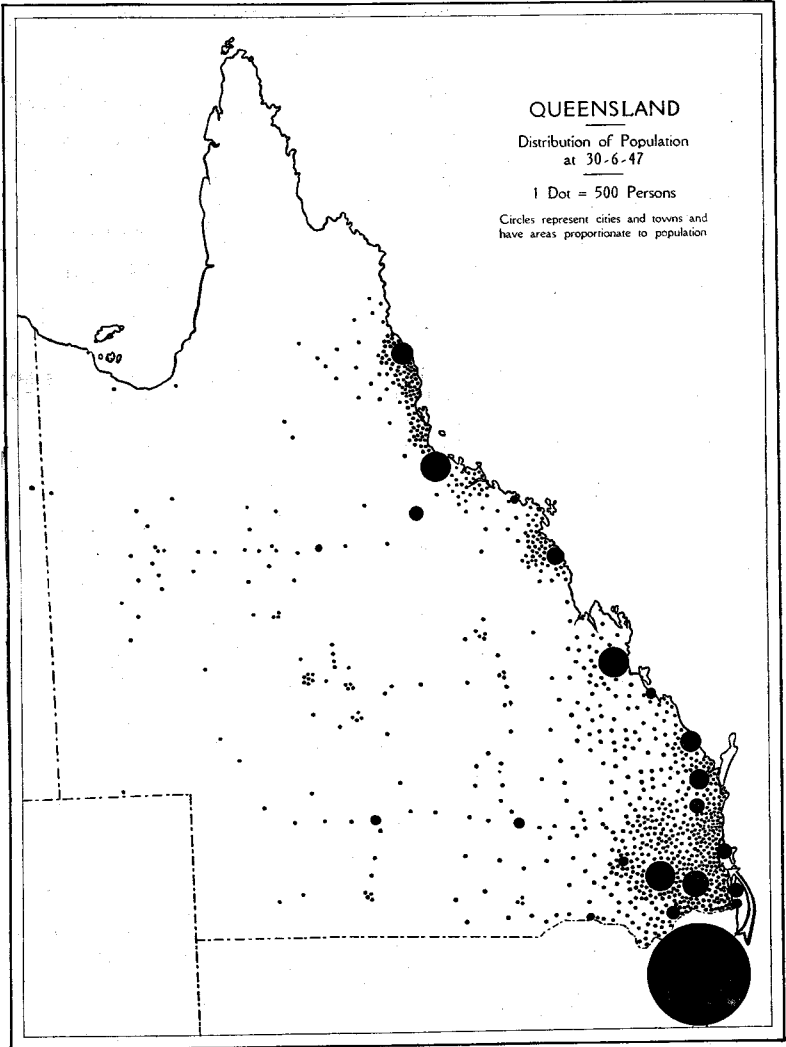 QUEENSLAND
Distribution of Population
at 30-6-47
1 Dot = 500 Persons
Circles represent cities and towns and
have areas proportionate to population